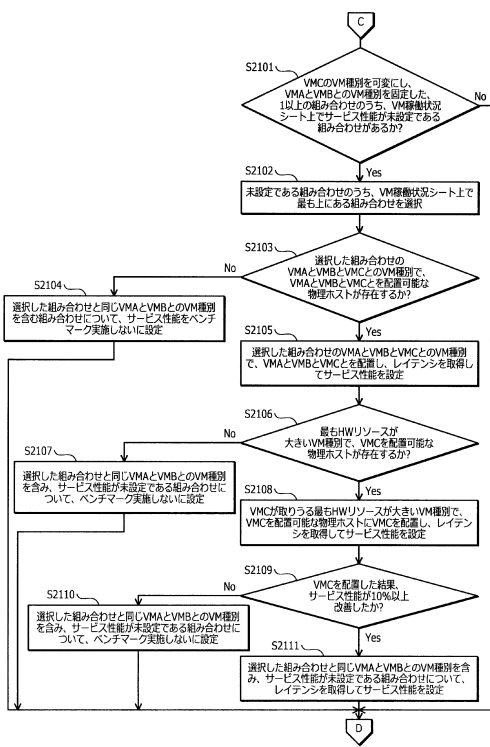 C
S2101
VMCのVM種別を可変にし、
VMAとVMBとのVM種別を固定した、
1以上の組み合わせのうち、VM稼働状況
シート上でサービス性能が未設定である
組み合わせがあるか?
No
Yes
S2102
未設定である組み合わせのうち、VM稼働状況シート上で
最も上にある組み合わせを選択
S2103
選択した組み合わせの
VMAとVMBとVMCとのVM種別で、
VMAとVMBとVMCとを配置可能な
物理ホストが存在するか?
No
Yes
S2104
選択した組み合わせと同じVMAとVMBとのVM種別
を含む組み合わせについて、サービス性能をベンチ
マーク実施しないに設定
S2105
選択した組み合わせのVMAとVMBとVMCとのVM種別
で、VMAとVMBとVMCとを配置し、レイテンシを取得し
てサービス性能を設定
S2106
最もHWリソースが
大きいVM種別で、VMCを配置可能な
物理ホストが存在するか?
No
Yes
S2107
選択した組み合わせと同じVMAとVMBとのVM種別
を含み、サービス性能が未設定である組み合わせに
ついて、ベンチマーク実施しないに設定
S2108
VMCが取りうる最もHWリソースが大きいVM種別で、
VMCを配置可能な物理ホストにVMCを配置し、レイテン
シを取得してサービス性能を設定
S2109
VMCを配置した結果、
サービス性能が10%以上
改善したか?
No
Yes
S2110
選択した組み合わせと同じVMAとVMBとのVM種別
を含み、サービス性能が未設定である組み合わせに
ついて、ベンチマーク実施しないに設定
S2111
選択した組み合わせと同じVMAとVMBとのVM種別を含
み、サービス性能が未設定である組み合わせについて、
レイテンシを取得してサービス性能を設定
D